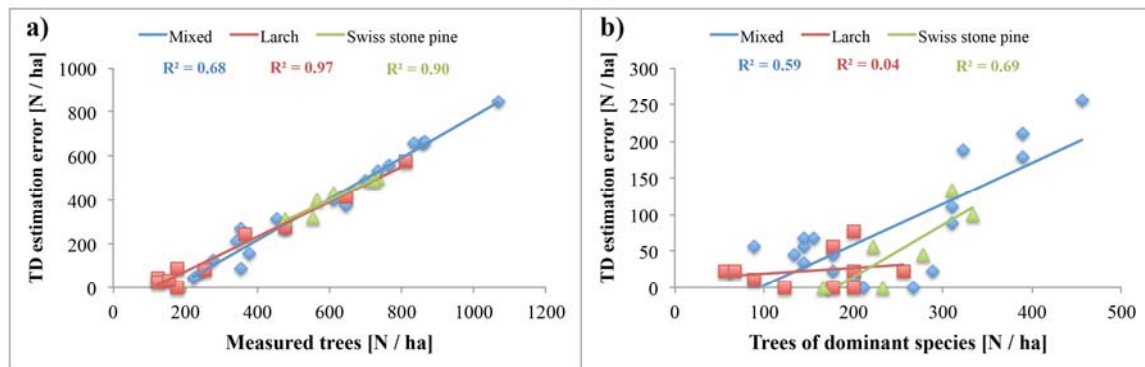 a)
Mixed Larch Swiss stone pine
R² = 0.68 R² = 0.97 R² = 0.90
TD estimation error [N / ha]
1000
800
600
400
200
0
0 200 400 600 800 1000 1200
Measured trees [N / ha]
b)
Mixed Larch Swiss stone pine
R² = 0.59 R² = 0.04 R² = 0.69
TD estimation error [N / ha]
300
250
200
150
100
50
0
0 100 200 300 400 500
Trees of dominant species [N / ha]